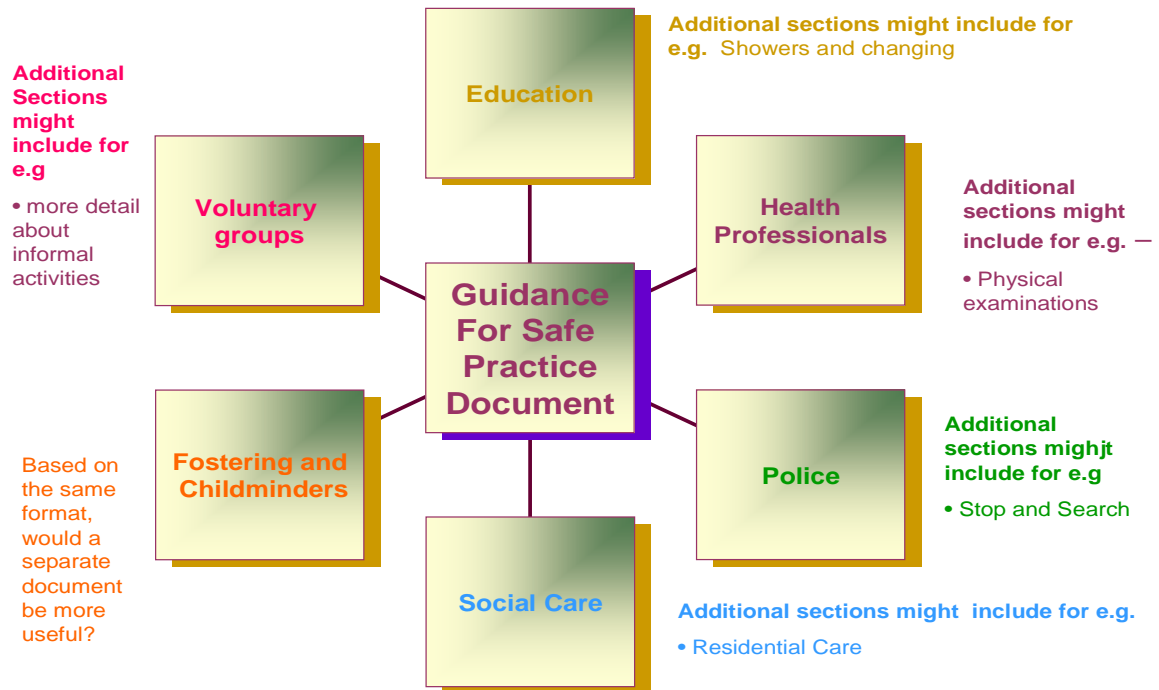 Education
Additional sections might include for
e.g. Showers and changing
Additional
Sections
might
include for
e.g
• more detail
about
informal
activities
Voluntary
groups
Health
Professionals
Additional
sections might
include for e.g. –
• Physical
examinations
Guidance
For Safe
Practice
Document
Fostering and
Childminders
Based on
the same
format,
would a
separate
document
be more
useful?
Police
Additional
sections mighjt
include for e.g
• Stop and Search
Social Care
Additional sections might include for e.g.
• Residential Care